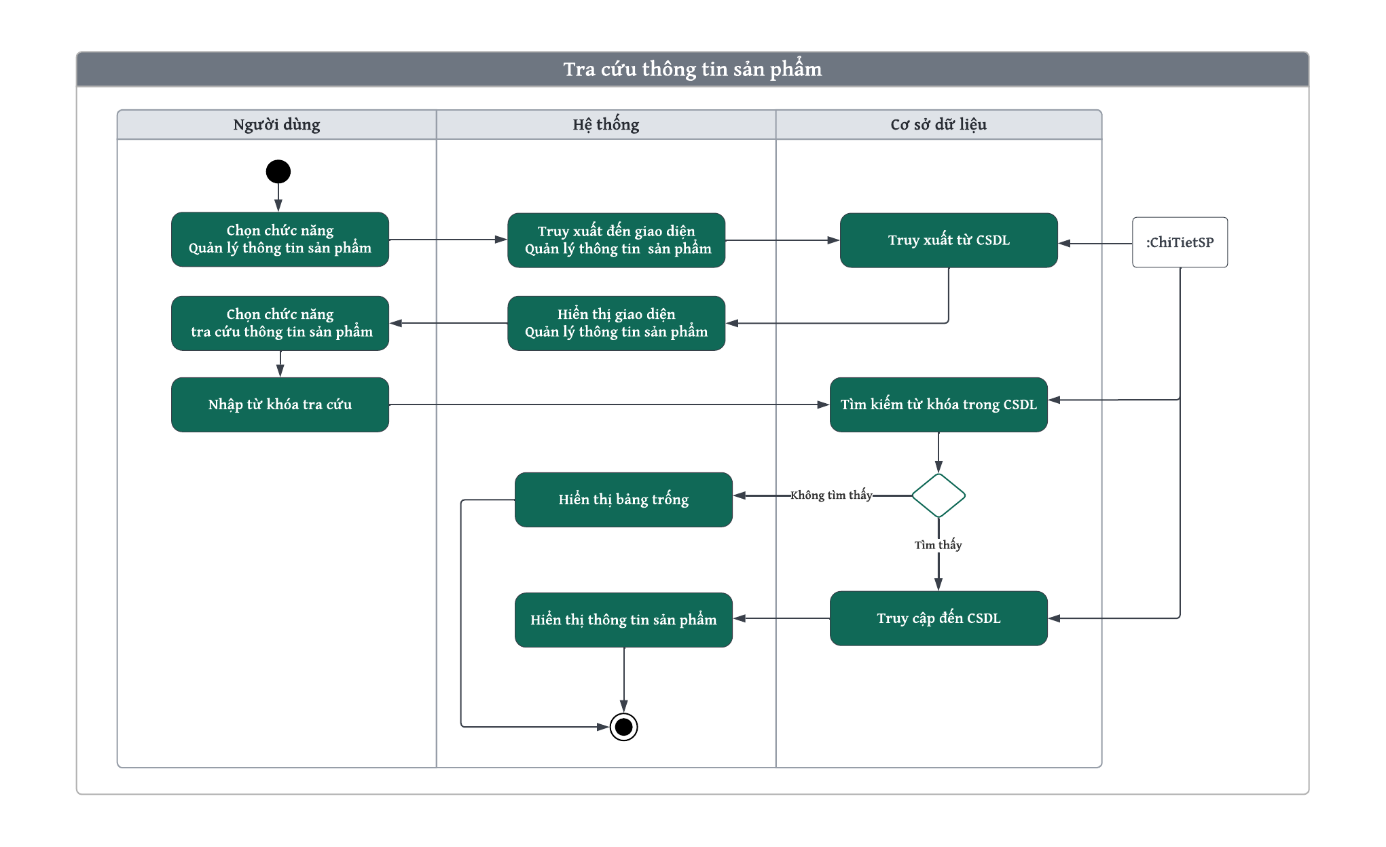 Tra cứu thông tin sản phẩm
Người dùng
Hệ thống
Cơ sở dữ liệu
Chọn chức năng
Quản lý thông tin sản phẩm
Truy xuất đến giao diện
Quản lý thông tin  sản phẩm
Truy xuất từ CSDL
:ChiTietSP
Chọn chức năng
tra cứu thông tin sản phẩm
Hiển thị giao diện
Quản lý thông tin sản phẩm
Nhập từ khóa tra cứu
Tìm kiếm từ khóa trong CSDL
Hiển thị bảng trống
Không tìm thấy
Tìm thấy
Hiển thị thông tin sản phẩm
Truy cập đến CSDL